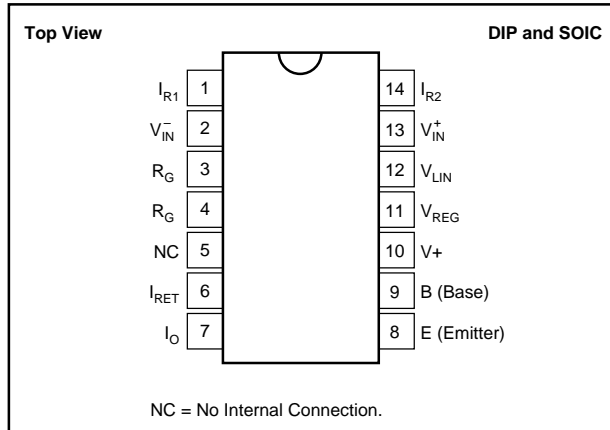 Top View DIP and SOIC
I_R1 1 14 I_R2
V_IN^– 2 13 V_IN^+
R_G 3 12 V_LIN
R_G 4 11 V_REG
NC 5 10 V+
I_RET 6 9 B (Base)
I_O 7 8 E (Emitter)
NC = No Internal Connection.